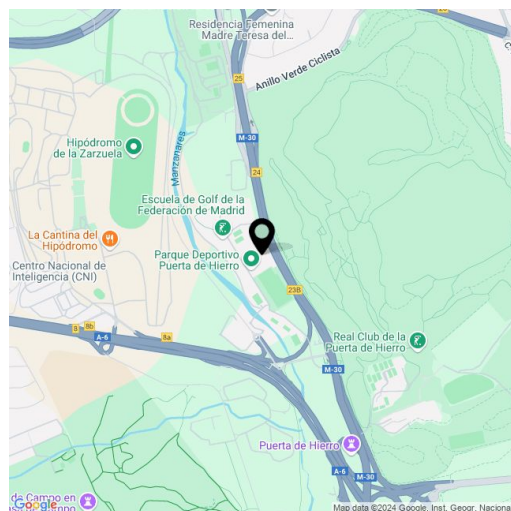 Residencia Femenina
Madre Teresa del...
25
Anillo Verde Ciclista
Manzanares
M-30
Hipódromo
de la Zarzuela
24
Escuela de Golf de la
Federación de Madrid
La Cantina del
Hipódromo
Parque Deportivo
Puerta de Hierro
Centro Nacional de
Inteligencia (CNI)
23B
8
8b
A-6
8a
Real Club de la
Puerta de Hierro
M-30
Puerta de Hierro
A-6
M-30
de Campo en
Google
Map data ©2024 Google, Inst. Geogr. Naciona